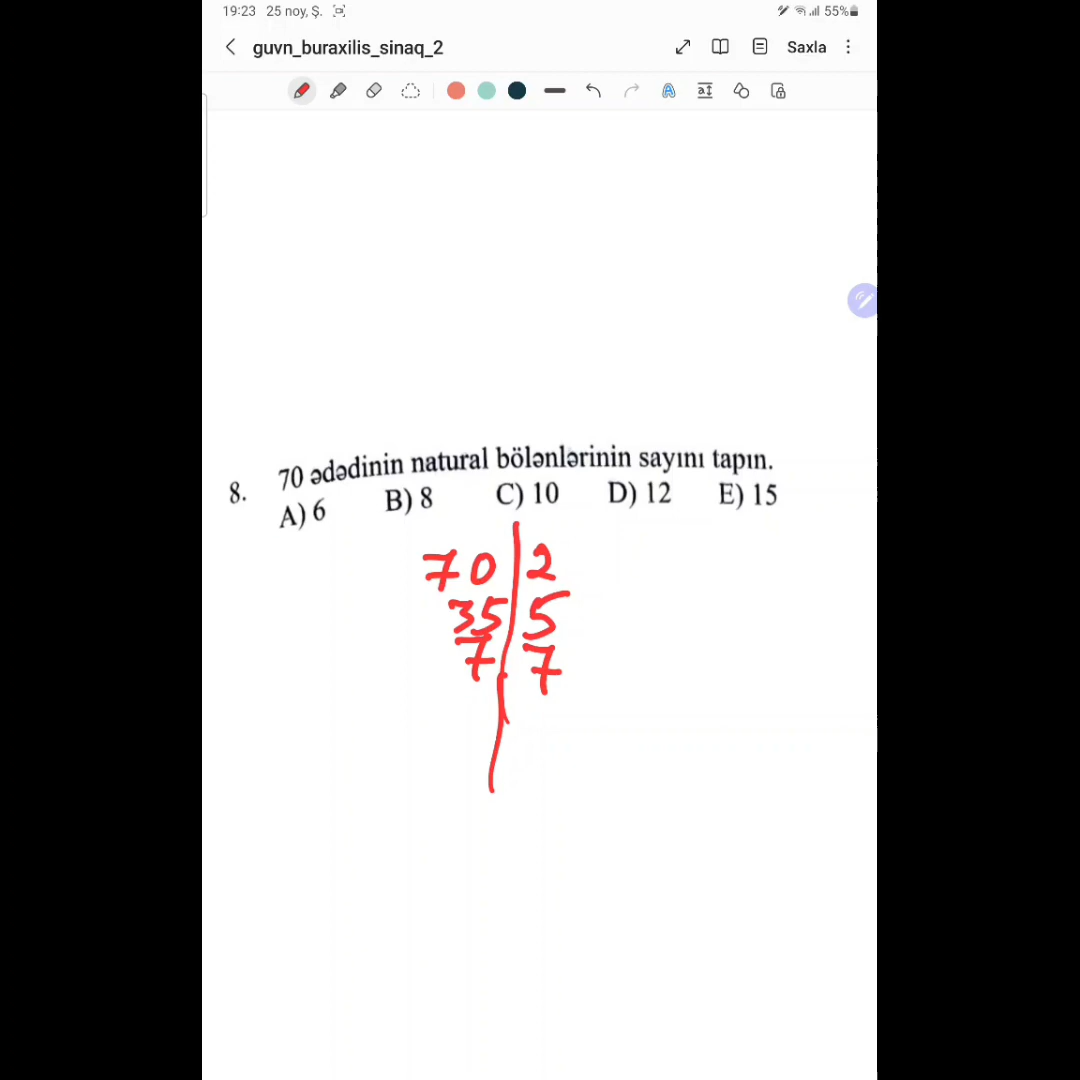 19:23 25 noy, Ş. 55%
guvn_buraxilis_sinaq_2 Saxla
8. 70 ədədinin natural bölənlərinin sayını tapın.
A) 6 B) 8 C) 10 D) 12 E) 15
70 2
35 5
7 7